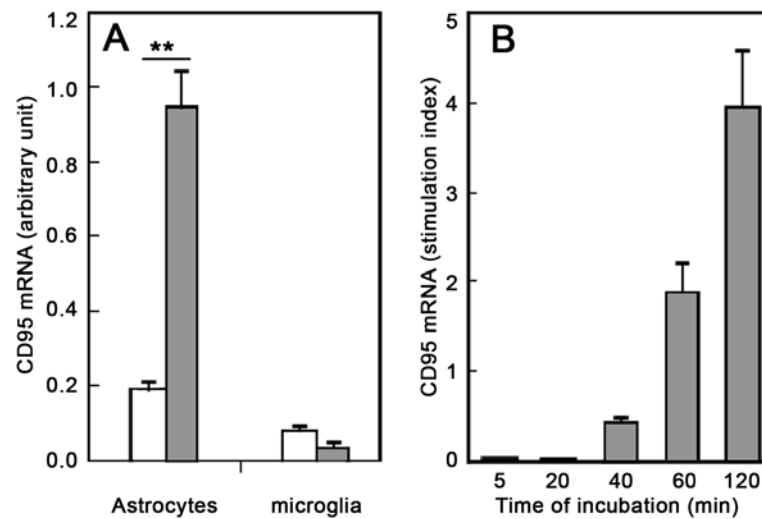 A
**
CD95 mRNA (arbitrary unit)
1.2
1.0
0.8
0.6
0.4
0.2
0.0
Astrocytes microglia
B
CD95 mRNA (stimulation index)
5
4
3
2
1
0
5 20 40 60 120
Time of incubation (min)